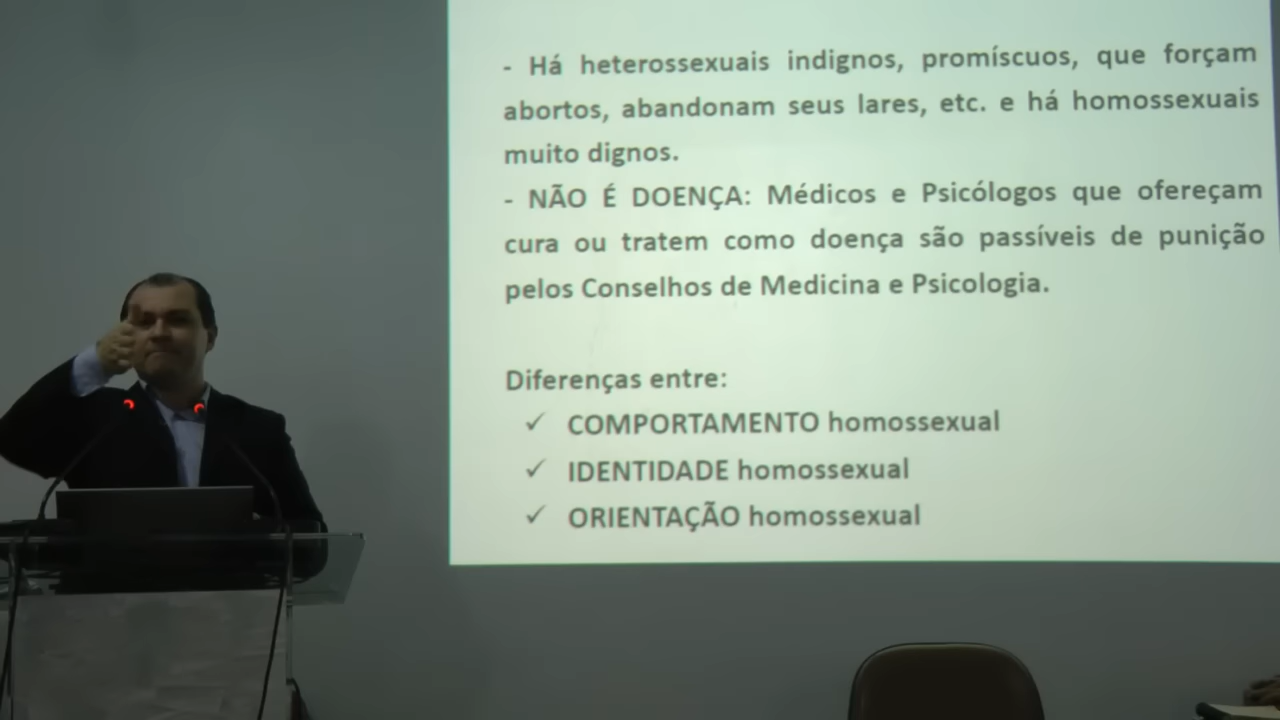 - Há heterossexuais indignos, promíscuos, que forçam
abortos, abandonam seus lares, etc. e há homossexuais
muito dignos.
- NÃO É DOENÇA: Médicos e Psicólogos que ofereçam
cura ou tratem como doença são passíveis de punição
pelos Conselhos de Medicina e Psicologia.
Diferenças entre:
✓ COMPORTAMENTO homossexual
✓ IDENTIDADE homossexual
✓ ORIENTAÇÃO homossexual